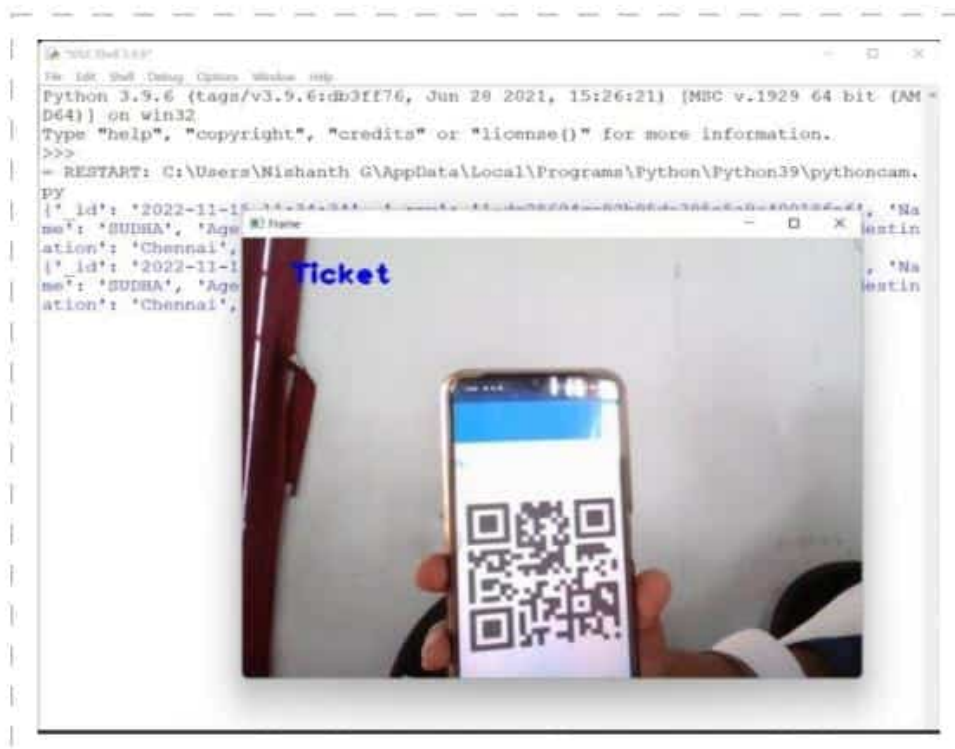 File Edit Shell Debug Options Window Help
Python 3.9.6 (tags/v3.9.6:db3ff76, Jun 28 2021, 15:26:21) [MSC v.1929 64 bit (AM
D64)] on win32
Type "help", "copyright", "credits" or "license()" for more information.
>>>
= RESTART: C:\Users\Nishanth G\AppData\Local\Programs\Python\Python39\pythoncam.
py
{'_id': '2022-11-15 'Na
me': 'SUDHA', 'Age estin
ation': 'Chennai',
{'_id': '2022-11-1 , 'Na
me': 'SUDHA', 'Age estin
ation': 'Chennai',
Frame
Ticket